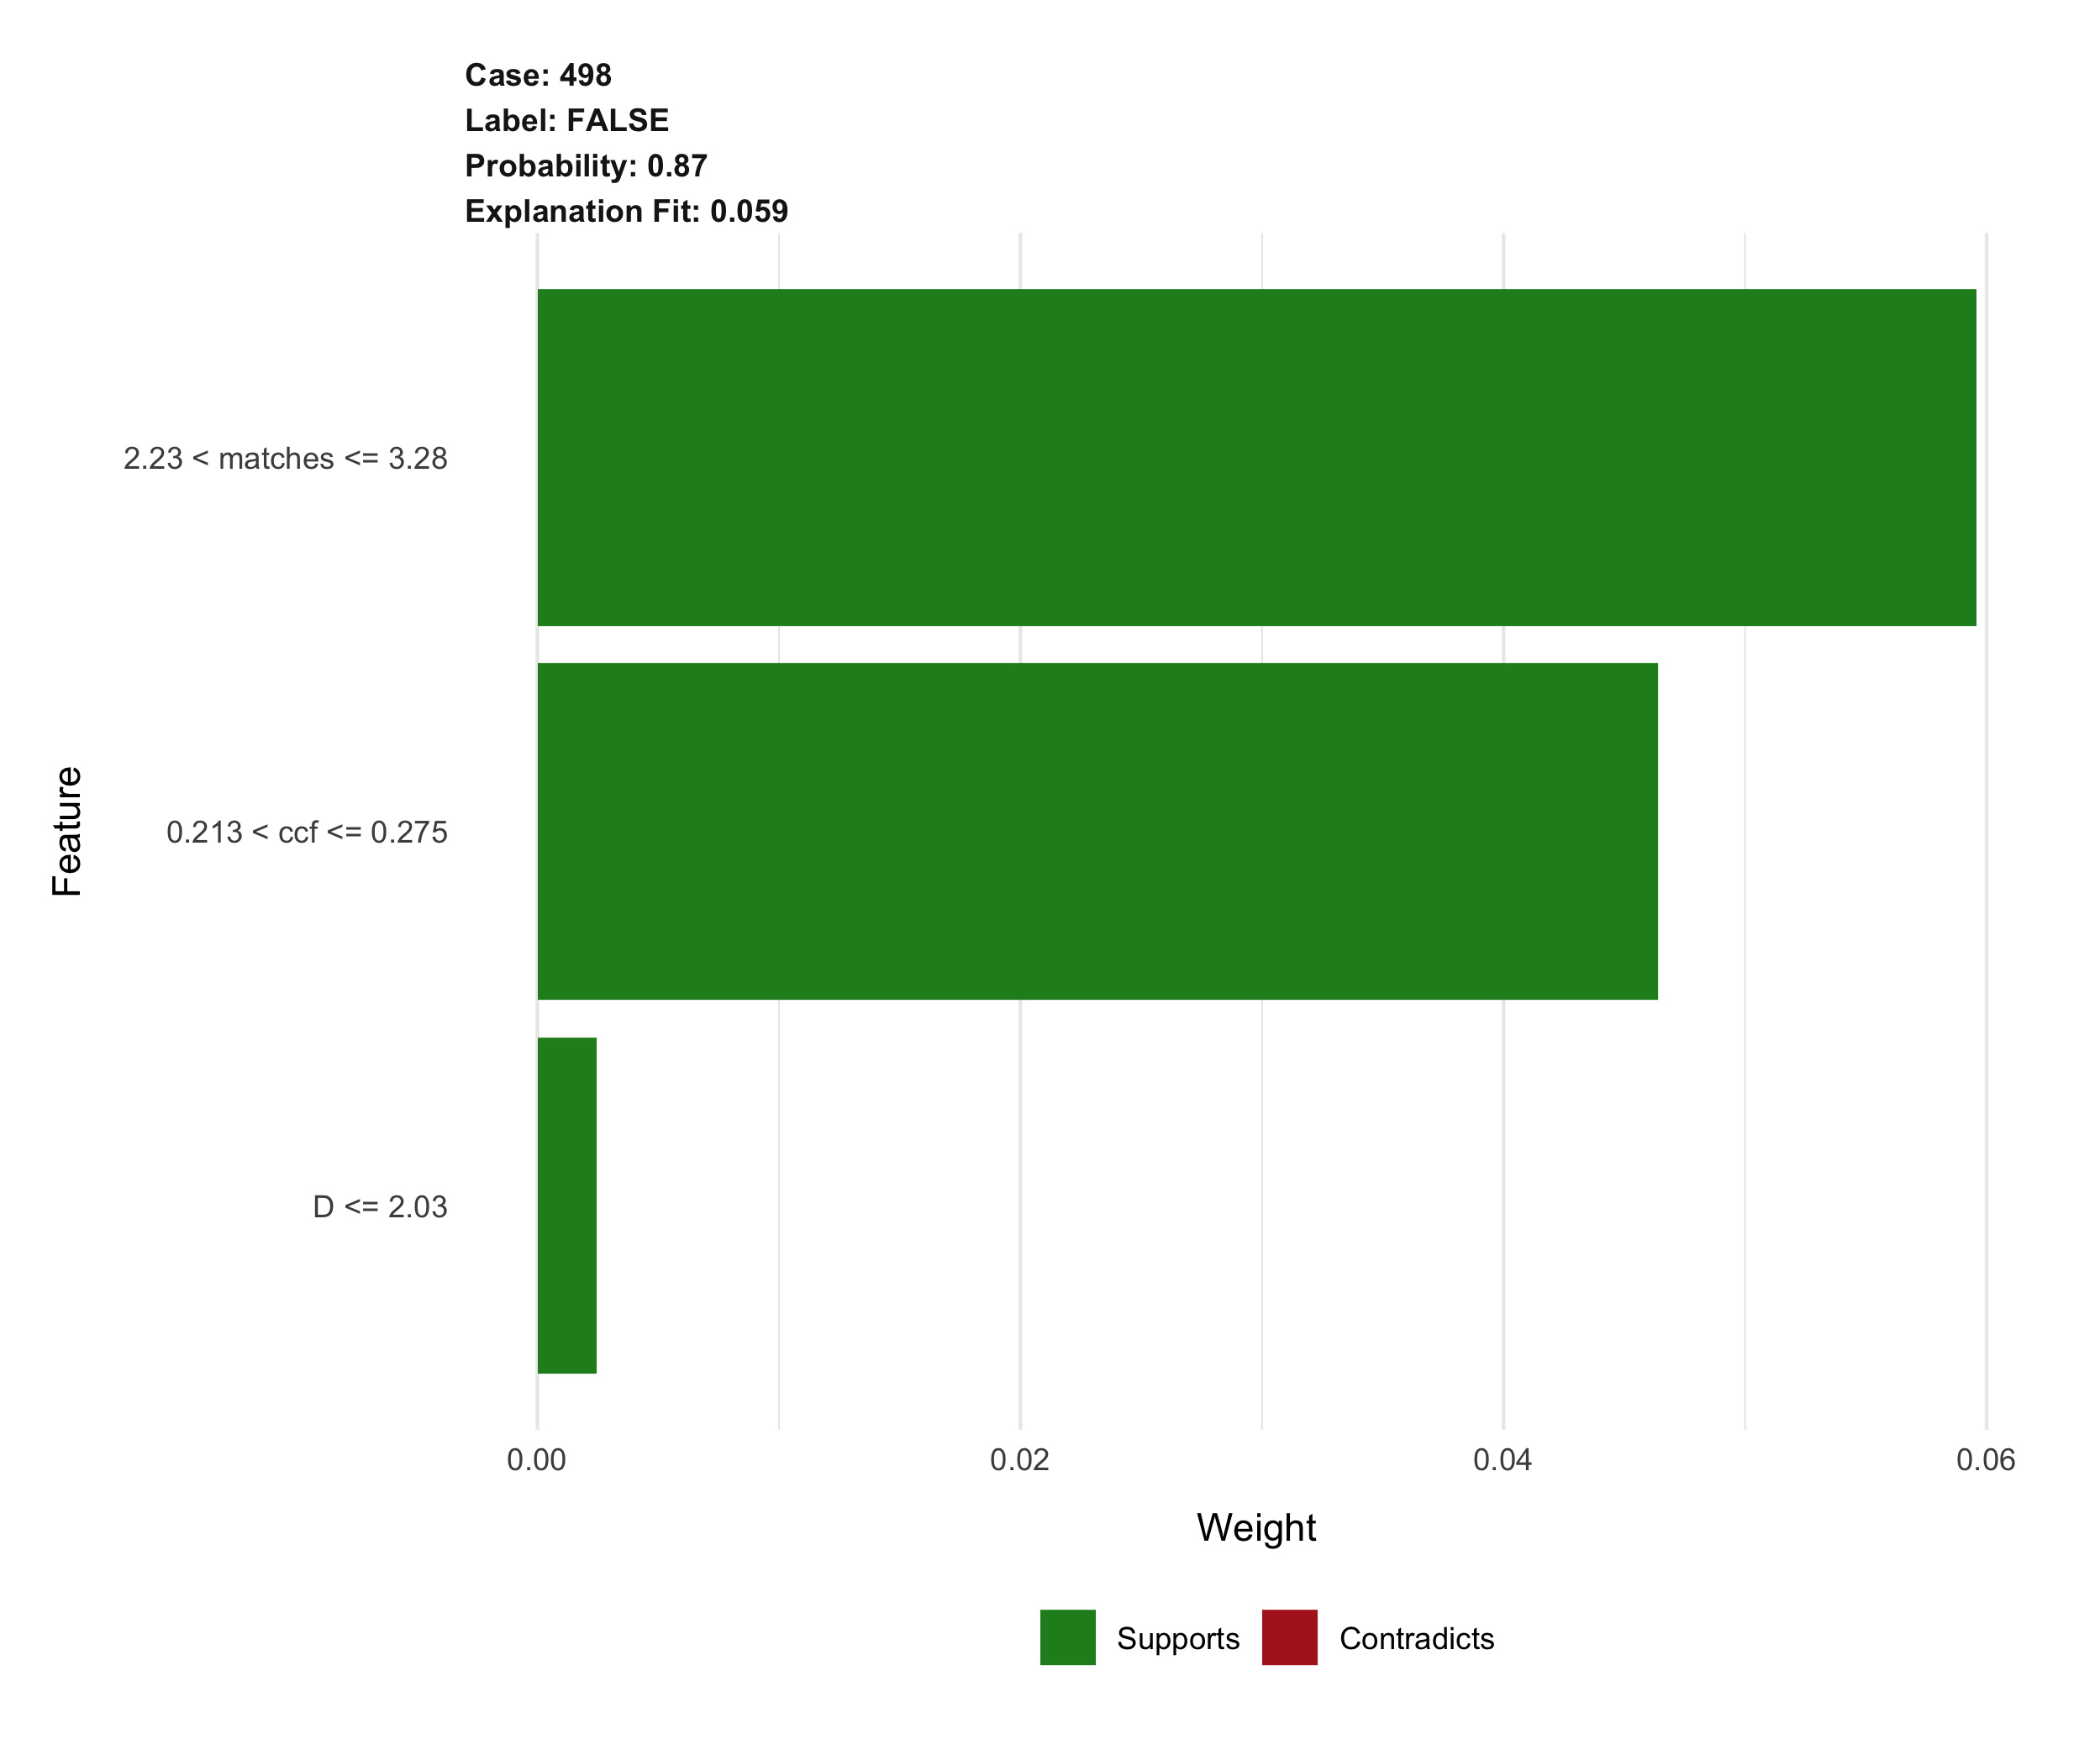 Case: 498
Label: FALSE
Probability: 0.87
Explanation Fit: 0.059
2.23 < matches <= 3.28
0.213 < ccf <= 0.275
D <= 2.03
Feature
0.00 0.02 0.04 0.06
Weight
Supports Contradicts